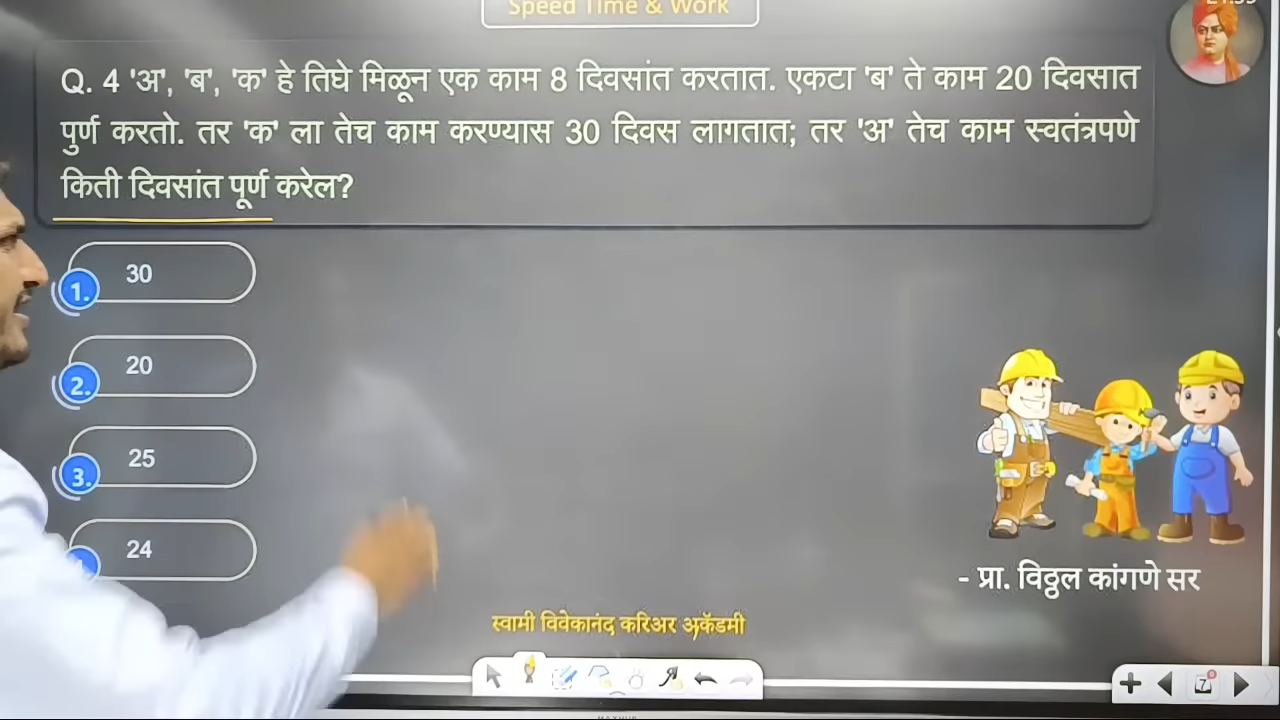 Speed Time & Work
Q. 4 'अ', 'ब', 'क' हे तिघे मिळून एक काम 8 दिवसांत करतात. एकटा 'ब' ते काम 20 दिवसात
पुर्ण करतो. तर 'क' ला तेच काम करण्यास 30 दिवस लागतात; तर 'अ' तेच काम स्वतंत्रपणे
किती दिवसांत पूर्ण करेल?
1. 30
2. 20
3. 25
24
- प्रा. विठ्ठल कांगणे सर
स्वामी विवेकानंद करिअर अकॅडमी
7